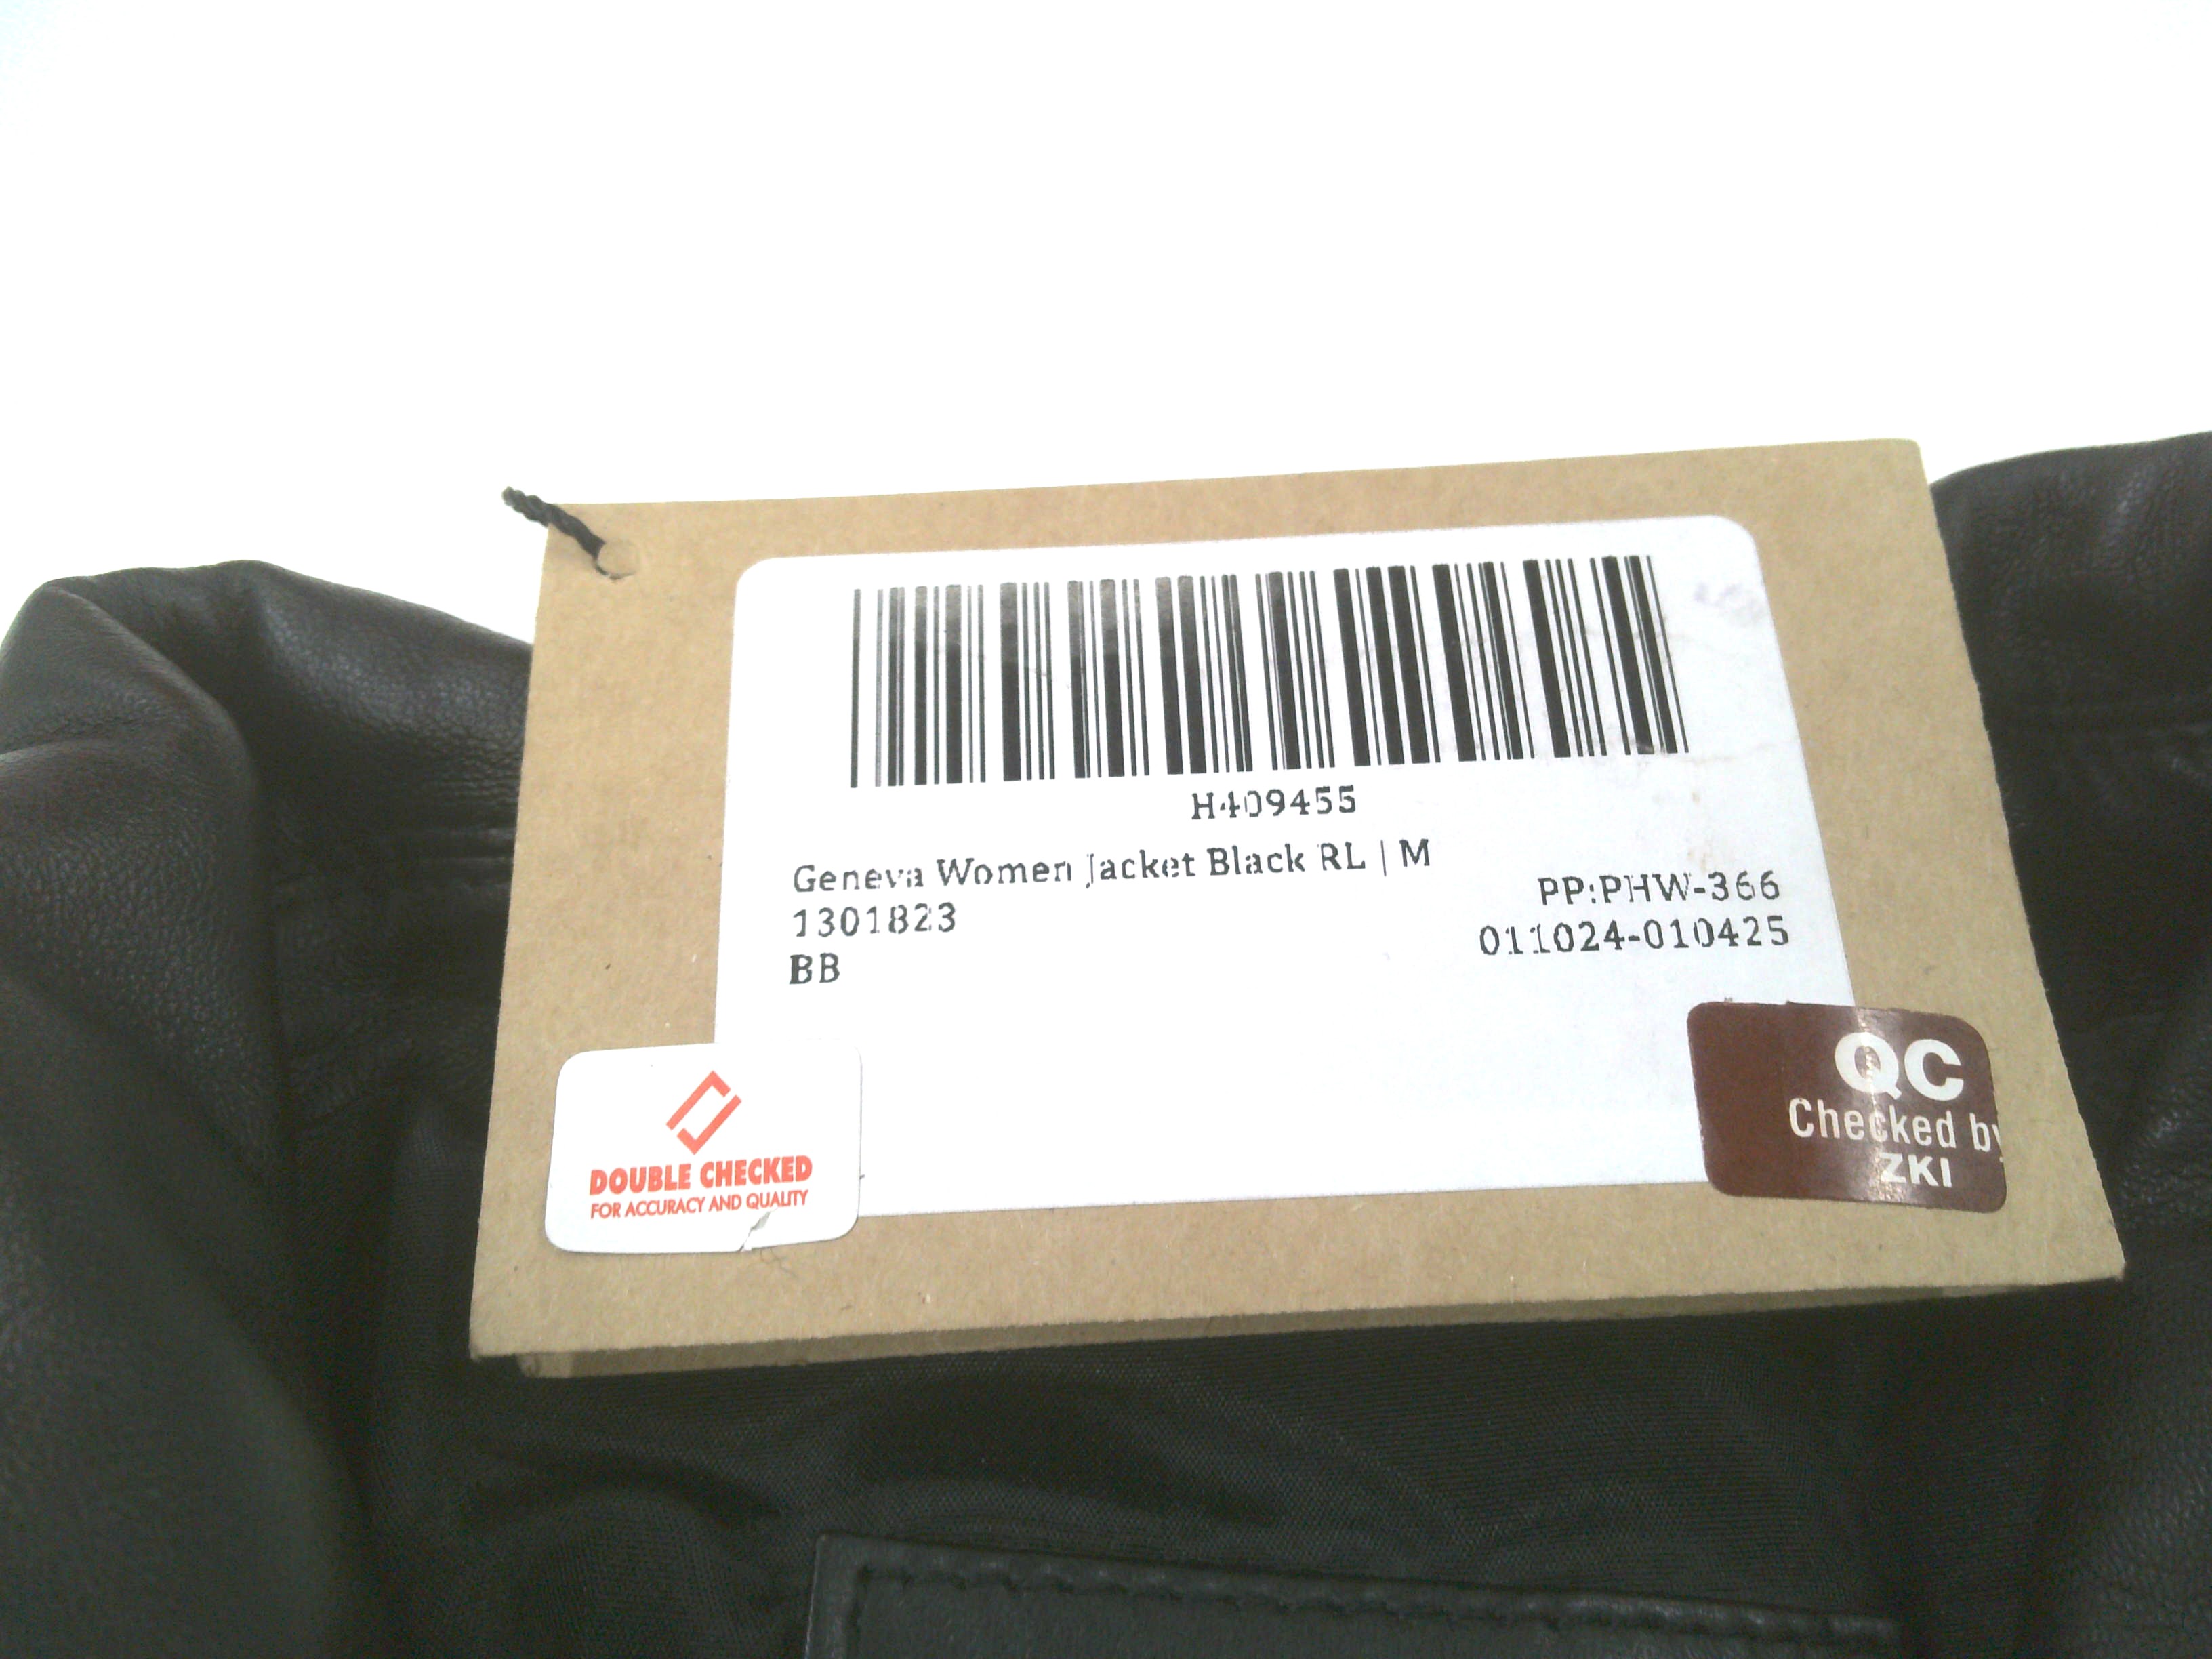 H409455
Geneva Women Jacket Black RL | M
1301823
BB
PP:PHW-366
011024-010425
DOUBLE CHECKED
FOR ACCURACY AND QUALITY
QC
Checked by
ZKI